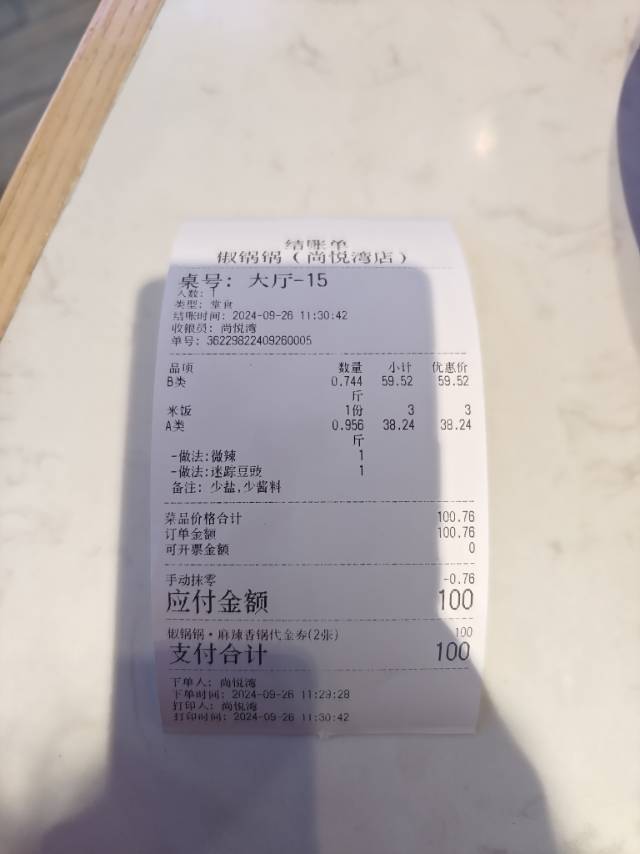 结账单
椒锅锅（尚悦湾店）
桌号: 大厅-15
人数: 1
类型: 堂食
结账时间: 2024-09-26 11:30:42
收银员: 尚悦湾
单号: 36229822409260005
品项 数量 小计 优惠价
B类 0.744 59.52 59.52
斤
米饭 1份 3 3
A类 0.956 38.24 38.24
斤
-做法:微辣 1
-做法:迷踪豆豉 1
备注: 少盐,少酱料
菜品价格合计 100.76
订单金额 100.76
可开票金额 0
手动抹零 -0.76
应付金额 100
椒锅锅·麻辣香锅代金券(2张) 100
支付合计 100
下单人: 尚悦湾
下单时间: 2024-09-26 11:29:28
打印人: 尚悦湾
打印时间: 2024-09-26 11:30:42